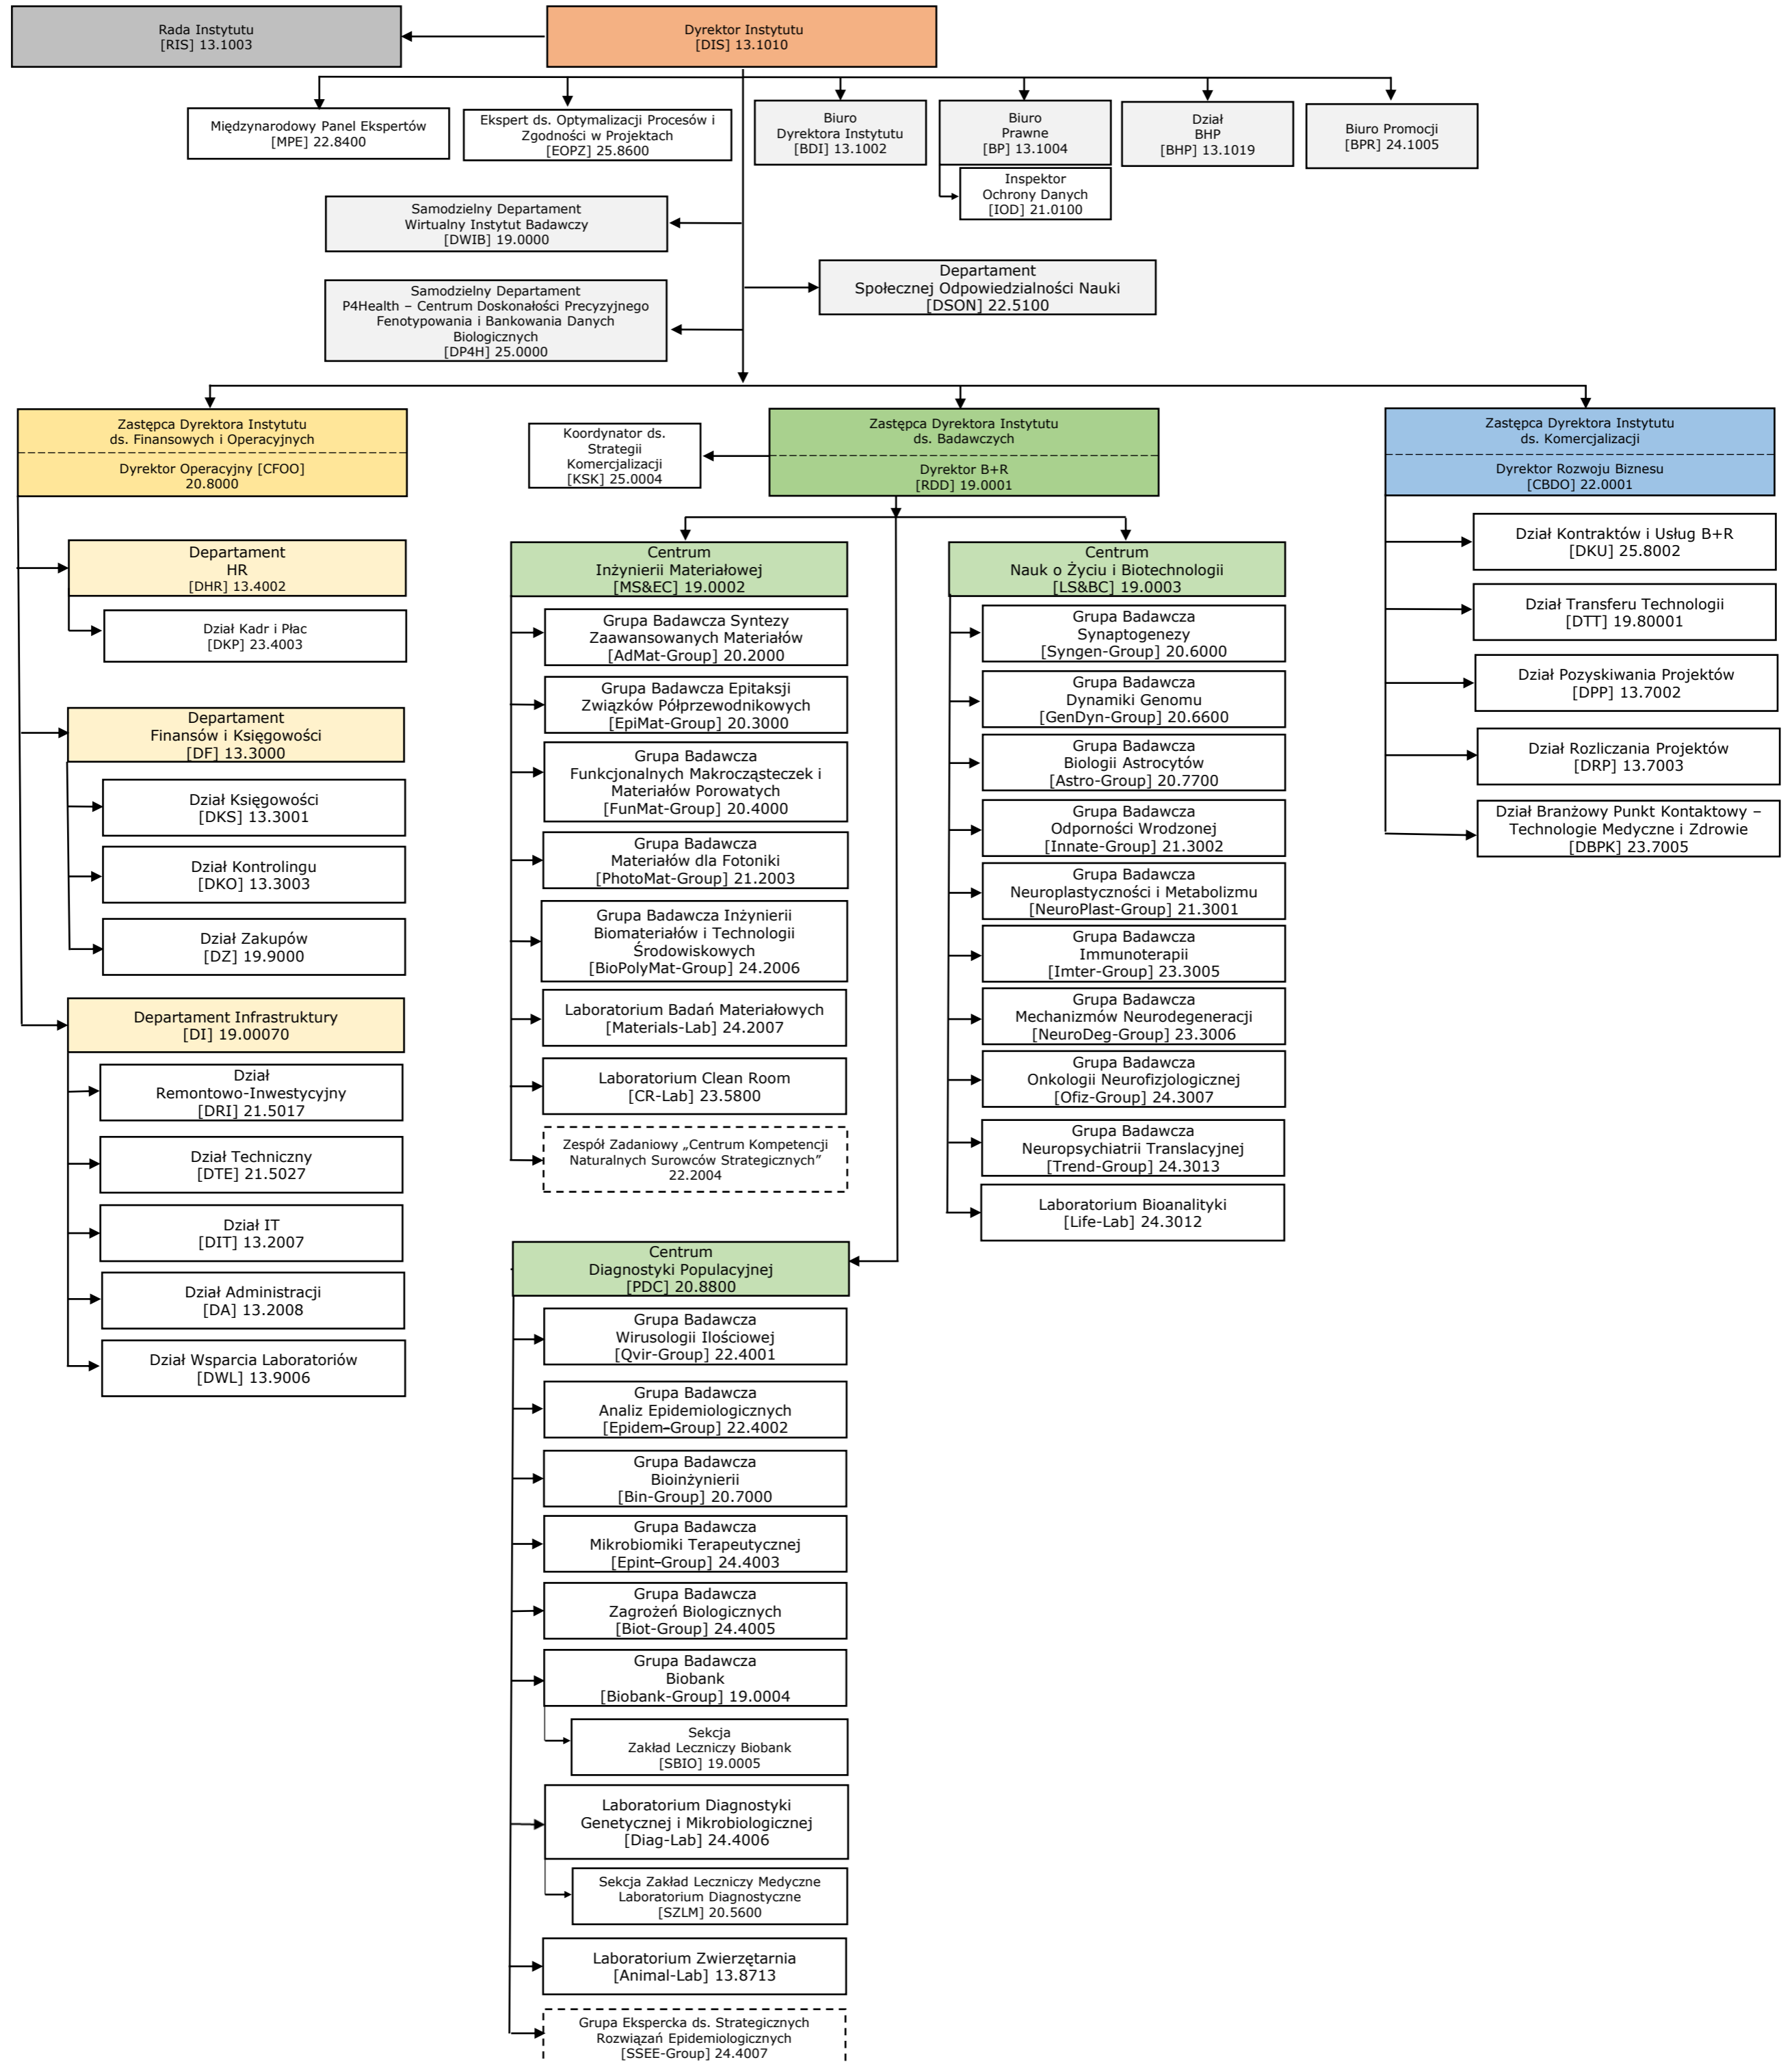 Rada Instytutu
[RIS] 13.1003
Dyrektor Instytutu
[DIS] 13.1010
Międzynarodowy Panel Ekspertów
[MPE] 22.8400
Ekspert ds. Optymalizacji Procesów i
Zgodności w Projektach
[EOPZ] 25.8600
Biuro
Dyrektora Instytutu
[BDI] 13.1002
Biuro
Prawne
[BP] 13.1004
Dział
BHP
[BHP] 13.1019
Biuro Promocji
[BPR] 24.1005
Inspektor
Ochrony Danych
[IOD] 21.0100
Samodzielny Departament
Wirtualny Instytut Badawczy
[DWIB] 19.0000
Departament
Społecznej Odpowiedzialności Nauki
[DSON] 22.5100
Samodzielny Departament
P4Health – Centrum Doskonałości Precyzyjnego
Fenotypowania i Bankowania Danych
Biologicznych
[DP4H] 25.0000
Zastępca Dyrektora Instytutu
ds. Finansowych i Operacyjnych
Dyrektor Operacyjny [CFOO]
20.8000
Koordynator ds.
Strategii
Komercjalizacji
[KSK] 25.0004
Zastępca Dyrektora Instytutu
ds. Badawczych
Dyrektor B+R
[RDD] 19.0001
Zastępca Dyrektora Instytutu
ds. Komercjalizacji
Dyrektor Rozwoju Biznesu
[CBDO] 22.0001
Departament
HR
[DHR] 13.4002
Dział Kadr i Płac
[DKP] 23.4003
Departament
Finansów i Księgowości
[DF] 13.3000
Dział Księgowości
[DKS] 13.3001
Dział Kontrolingu
[DKO] 13.3003
Dział Zakupów
[DZ] 19.9000
Departament Infrastruktury
[DI] 19.00070
Dział
Remontowo-Inwestycyjny
[DRI] 21.5017
Dział Techniczny
[DTE] 21.5027
Dział IT
[DIT] 13.2007
Dział Administracji
[DA] 13.2008
Dział Wsparcia Laboratoriów
[DWL] 13.9006
Centrum
Inżynierii Materiałowej
[MS&EC] 19.0002
Grupa Badawcza Syntezy
Zaawansowanych Materiałów
[AdMat-Group] 20.2000
Grupa Badawcza Epitaksji
Związków Półprzewodnikowych
[EpiMat-Group] 20.3000
Grupa Badawcza
Funkcjonalnych Makrocząsteczek i
Materiałów Porowatych
[FunMat-Group] 20.4000
Grupa Badawcza
Materiałów dla Fotoniki
[PhotoMat-Group] 21.2003
Grupa Badawcza Inżynierii
Biomateriałów i Technologii
Środowiskowych
[BioPolyMat-Group] 24.2006
Laboratorium Badań Materiałowych
[Materials-Lab] 24.2007
Laboratorium Clean Room
[CR-Lab] 23.5800
Zespół Zadaniowy „Centrum Kompetencji
Naturalnych Surowców Strategicznych”
22.2004
Centrum
Nauk o Życiu i Biotechnologii
[LS&BC] 19.0003
Grupa Badawcza
Synaptogenezy
[Syngen-Group] 20.6000
Grupa Badawcza
Dynamiki Genomu
[GenDyn-Group] 20.6600
Grupa Badawcza
Biologii Astrocytów
[Astro-Group] 20.7700
Grupa Badawcza
Odporności Wrodzonej
[Innate-Group] 21.3002
Grupa Badawcza
Neuroplastyczności i Metabolizmu
[NeuroPlast-Group] 21.3001
Grupa Badawcza
Immunoterapii
[Imter-Group] 23.3005
Grupa Badawcza
Mechanizmów Neurodegeneracji
[NeuroDeg-Group] 23.3006
Grupa Badawcza
Onkologii Neurofizjologicznej
[Ofiz-Group] 24.3007
Grupa Badawcza
Neuropsychiatrii Translacyjnej
[Trend-Group] 24.3013
Laboratorium Bioanalityki
[Life-Lab] 24.3012
Dział Kontraktów i Usług B+R
[DKU] 25.8002
Dział Transferu Technologii
[DTT] 19.80001
Dział Pozyskiwania Projektów
[DPP] 13.7002
Dział Rozliczania Projektów
[DRP] 13.7003
Dział Branżowy Punkt Kontaktowy –
Technologie Medyczne i Zdrowie
[DBPK] 23.7005
Centrum
Diagnostyki Populacyjnej
[PDC] 20.8800
Grupa Badawcza
Wirusologii Ilościowej
[Qvir-Group] 22.4001
Grupa Badawcza
Analiz Epidemiologicznych
[Epidem–Group] 22.4002
Grupa Badawcza
Bioinżynierii
[Bin-Group] 20.7000
Grupa Badawcza
Mikrobiomiki Terapeutycznej
[Epint–Group] 24.4003
Grupa Badawcza
Zagrożeń Biologicznych
[Biot-Group] 24.4005
Grupa Badawcza
Biobank
[Biobank-Group] 19.0004
Sekcja
Zakład Leczniczy Biobank
[SBIO] 19.0005
Laboratorium Diagnostyki
Genetycznej i Mikrobiologicznej
[Diag-Lab] 24.4006
Sekcja Zakład Leczniczy Medyczne
Laboratorium Diagnostyczne
[SZLM] 20.5600
Laboratorium Zwierzętarnia
[Animal-Lab] 13.8713
Grupa Ekspercka ds. Strategicznych
Rozwiązań Epidemiologicznych
[SSEE-Group] 24.4007